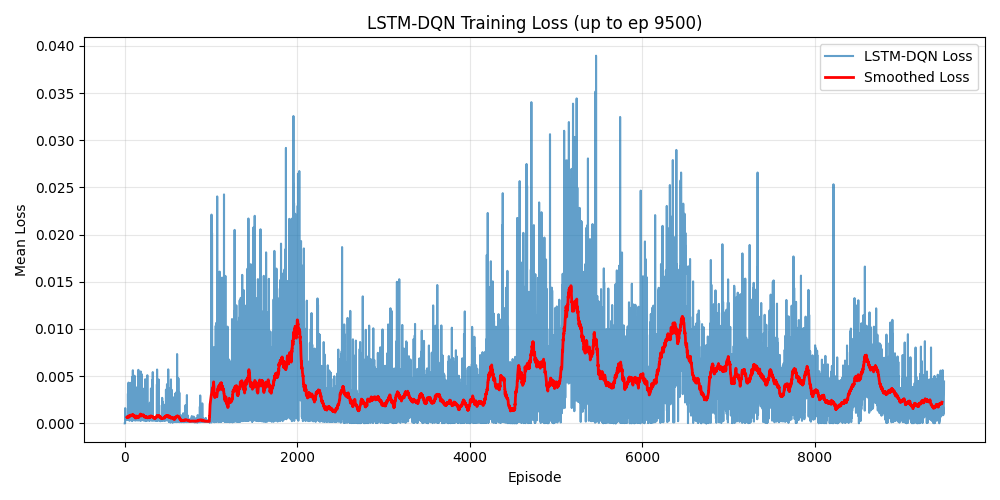 LSTM-DQN Training Loss (up to ep 9500)
LSTM-DQN Loss
Smoothed Loss
Mean Loss
0.040
0.035
0.030
0.025
0.020
0.015
0.010
0.005
0.000
0 2000 4000 6000 8000
Episode